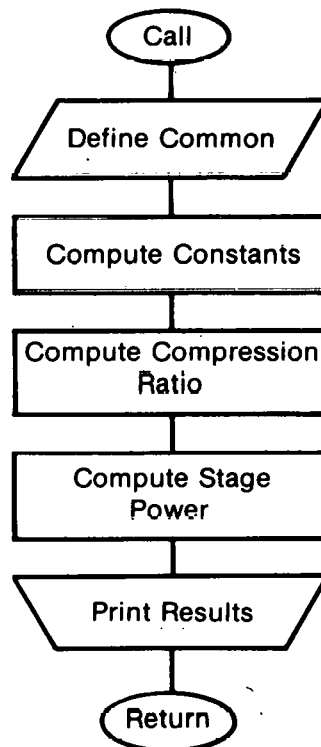 Call
Define Common
Compute Constants
Compute Compression
Ratio
Compute Stage
Power
Print Results
Return